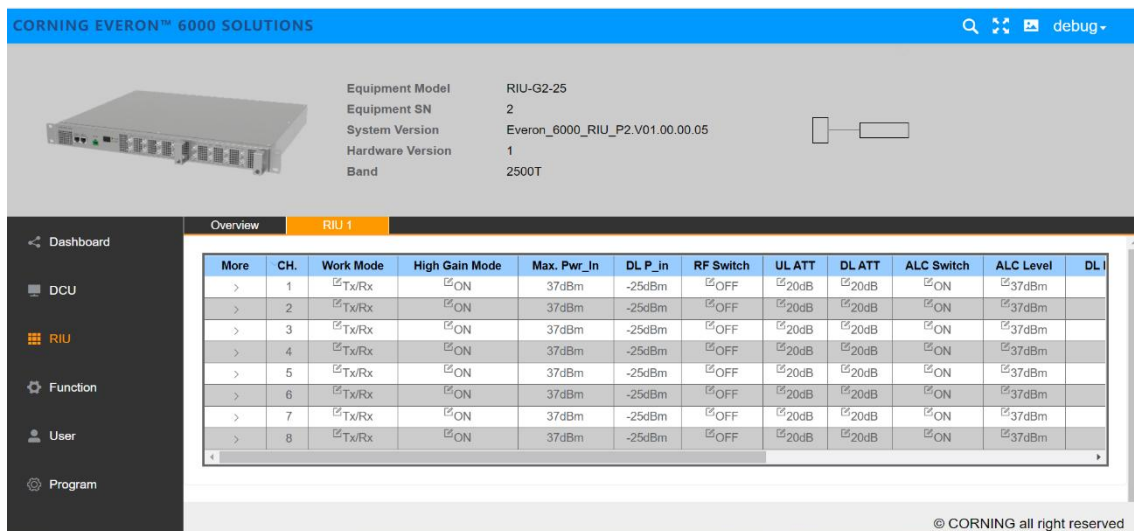 CORNING EVERON™ 6000 SOLUTIONS
debug
Equipment Model RIU-G2-25
Equipment SN 2
System Version Everon_6000_RIU_P2.V01.00.00.05
Hardware Version 1
Band 2500T
Dashboard
DCU
RIU
Function
User
Program
Overview RIU 1
More CH. Work Mode High Gain Mode Max. Pwr_In DL P_in RF Switch UL ATT DL ATT ALC Switch ALC Level DL
> 1 Tx/Rx ON 37dBm -25dBm OFF 20dB 20dB ON 37dBm
> 2 Tx/Rx ON 37dBm -25dBm OFF 20dB 20dB ON 37dBm
> 3 Tx/Rx ON 37dBm -25dBm OFF 20dB 20dB ON 37dBm
> 4 Tx/Rx ON 37dBm -25dBm OFF 20dB 20dB ON 37dBm
> 5 Tx/Rx ON 37dBm -25dBm OFF 20dB 20dB ON 37dBm
> 6 Tx/Rx ON 37dBm -25dBm OFF 20dB 20dB ON 37dBm
> 7 Tx/Rx ON 37dBm -25dBm OFF 20dB 20dB ON 37dBm
> 8 Tx/Rx ON 37dBm -25dBm OFF 20dB 20dB ON 37dBm
© CORNING all right reserved